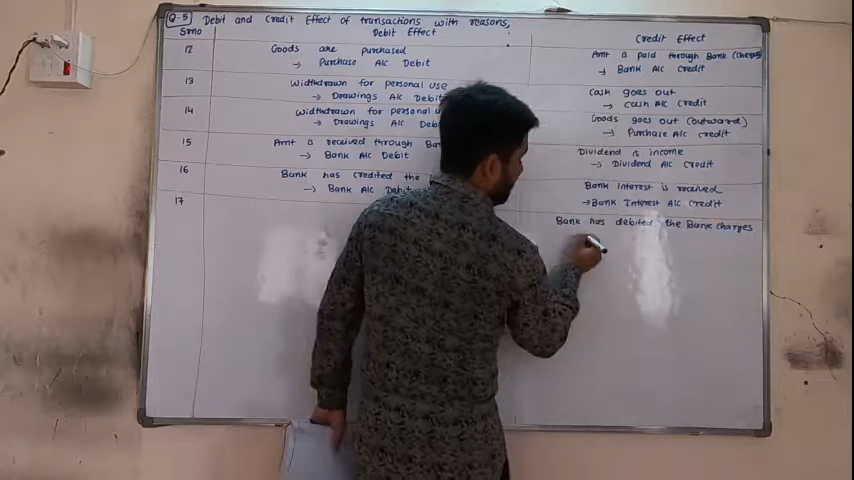 Q-5 Debit and Credit Effect of transactions with reasons.
Srno Debit Effect Credit Effect
12 Goods are purchased Amt is paid through Bank
→ Purchase A/c Debit → Bank A/c Credit
13 Widthdrawn for personal use Cash goes out
→ Drawings A/c Debit → Cash A/c Credit
14 Widthdrawn for personal Goods goes out (outward)
→ Drawings A/c Deb → Purchase A/c Credit
15 Amt is received through Dividend is income
→ Bank A/c Debit → Dividend A/c Credit
16 Bank has credited the Bank Interest is received
→ Bank A/c Debit → Bank Interest A/c Credit
17 Bank has debited the Bank charges